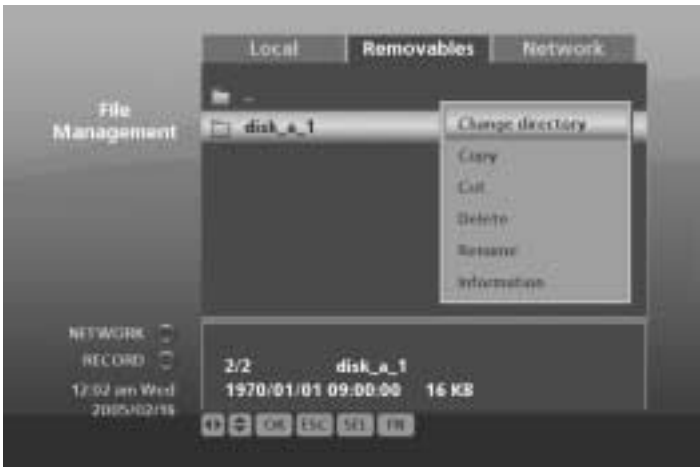 Local Removables Network
..
File
Management
disk_a_1
Change directory
Copy
Cut
Delete
Rename
Information
NETWORK
RECORD
2/2 disk_a_1
12:02 am Wed
1970/01/01 09:00:00 16 KB
2005/02/16
OK ESC SEL FN